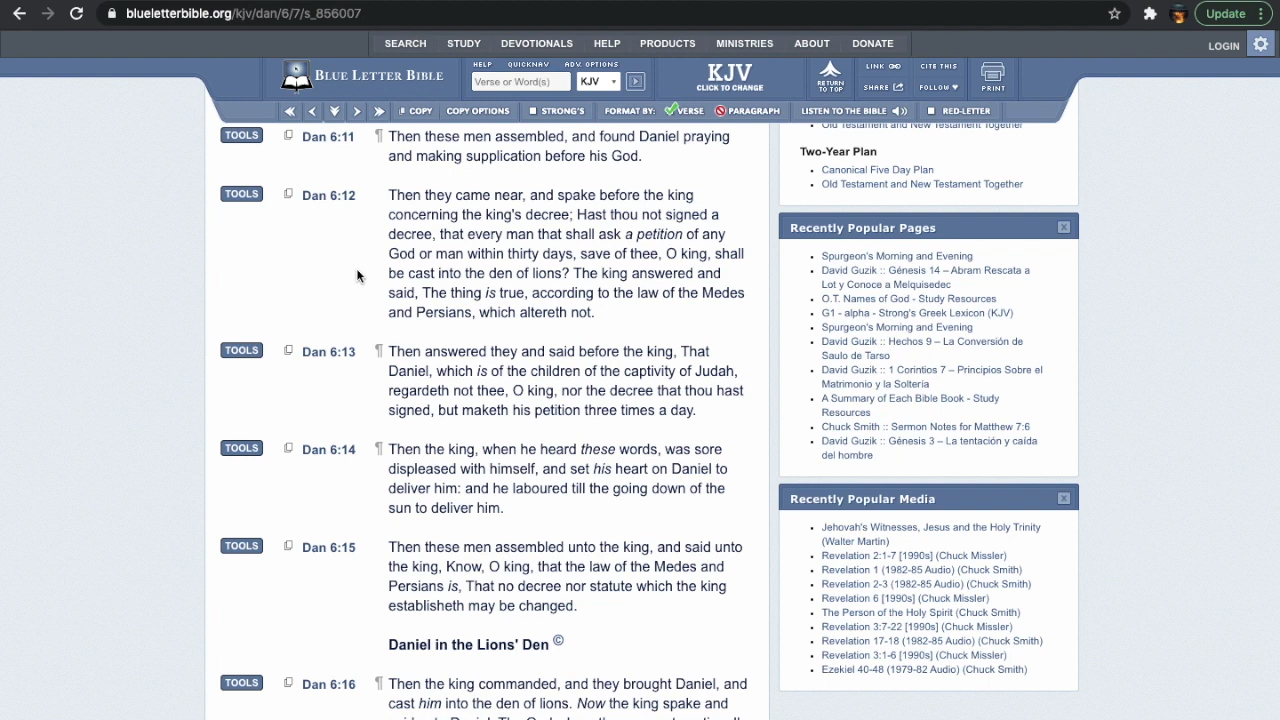 blueletterbible.org/kjv/dan/6/7/s_856007
Update
SEARCH STUDY DEVOTIONALS HELP PRODUCTS MINISTRIES ABOUT DONATE
LOGIN
BLUE LETTER BIBLE
HELP QUICKNAV ADV. OPTIONS
Verse or Word(s) KJV
KJV
CLICK TO CHANGE
RETURN
TO TOP
LINK CITE THIS
SHARE FOLLOW
PRINT
COPY COPY OPTIONS STRONG'S FORMAT BY: VERSE PARAGRAPH LISTEN TO THE BIBLE RED-LETTER
TOOLS Dan 6:11 ¶ Then these men assembled, and found Daniel praying
and making supplication before his God.
TOOLS Dan 6:12 Then they came near, and spake before the king
concerning the king's decree; Hast thou not signed a
decree, that every man that shall ask a petition of any
God or man within thirty days, save of thee, O king, shall
be cast into the den of lions? The king answered and
said, The thing is true, according to the law of the Medes
and Persians, which altereth not.
TOOLS Dan 6:13 ¶ Then answered they and said before the king, That
Daniel, which is of the children of the captivity of Judah,
regardeth not thee, O king, nor the decree that thou hast
signed, but maketh his petition three times a day.
TOOLS Dan 6:14 ¶ Then the king, when he heard these words, was sore
displeased with himself, and set his heart on Daniel to
deliver him: and he laboured till the going down of the
sun to deliver him.
TOOLS Dan 6:15 Then these men assembled unto the king, and said unto
the king, Know, O king, that the law of the Medes and
Persians is, That no decree nor statute which the king
establisheth may be changed.
Daniel in the Lions' Den ©
TOOLS Dan 6:16 ¶ Then the king commanded, and they brought Daniel, and
cast him into the den of lions. Now the king spake and
Old Testament and New Testament Together
Two-Year Plan
Canonical Five Day Plan
Old Testament and New Testament Together
Recently Popular Pages
Spurgeon's Morning and Evening
David Guzik :: Génesis 14 – Abram Rescata a
Lot y Conoce a Melquisedec
O.T. Names of God - Study Resources
G1 - alpha - Strong's Greek Lexicon (KJV)
Spurgeon's Morning and Evening
David Guzik :: Hechos 9 – La Conversión de
Saulo de Tarso
David Guzik :: 1 Corintios 7 – Principios Sobre el
Matrimonio y la Soltería
A Summary of Each Bible Book - Study
Resources
Chuck Smith :: Sermon Notes for Matthew 7:6
David Guzik :: Génesis 3 – La tentación y caída
del hombre
Recently Popular Media
Jehovah's Witnesses, Jesus and the Holy Trinity
(Walter Martin)
Revelation 2:1-7 [1990s] (Chuck Missler)
Revelation 1 (1982-85 Audio) (Chuck Smith)
Revelation 2-3 (1982-85 Audio) (Chuck Smith)
Revelation 6 [1990s] (Chuck Missler)
The Person of the Holy Spirit (Chuck Smith)
Revelation 3:7-22 [1990s] (Chuck Missler)
Revelation 17-18 (1982-85 Audio) (Chuck Smith)
Revelation 3:1-6 [1990s] (Chuck Missler)
Ezekiel 40-48 (1979-82 Audio) (Chuck Smith)